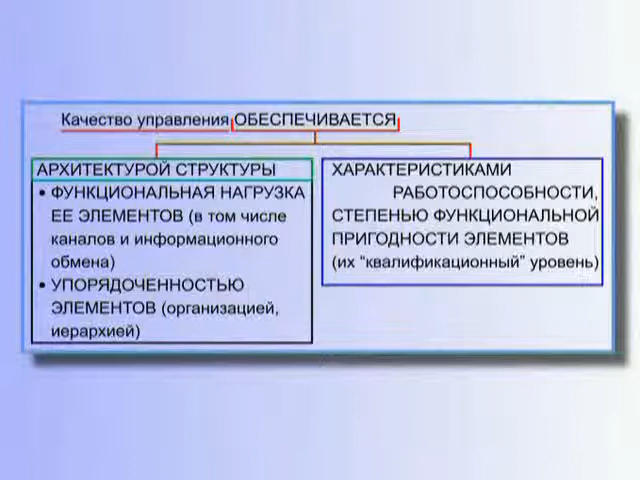 Качество управления ОБЕСПЕЧИВАЕТСЯ
АРХИТЕКТУРОЙ СТРУКТУРЫ
• ФУНКЦИОНАЛЬНАЯ НАГРУЗКА
ЕЕ ЭЛЕМЕНТОВ (в том числе
каналов и информационного
обмена)
• УПОРЯДОЧЕННОСТЬЮ
ЭЛЕМЕНТОВ (организацией,
иерархией)
ХАРАКТЕРИСТИКАМИ
РАБОТОСПОСОБНОСТИ,
СТЕПЕНЬЮ ФУНКЦИОНАЛЬНОЙ
ПРИГОДНОСТИ ЭЛЕМЕНТОВ
(их “квалификационный” уровень)